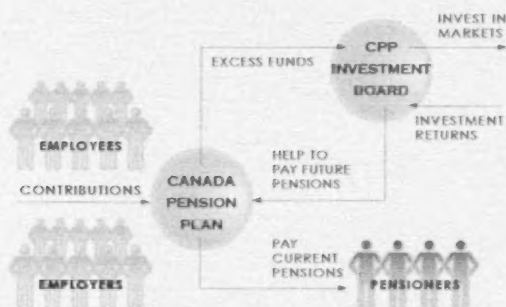 INVEST IN
MARKETS
CPP
INVESTMENT
BOARD
EXCESS FUNDS
INVESTMENT
RETURNS
EMPLOYEES
HELP TO
PAY FUTURE
PENSIONS
CONTRIBUTIONS
CANADA
PENSION
PLAN
PAY
CURRENT
PENSIONS
EMPLOYERS
PENSIONERS